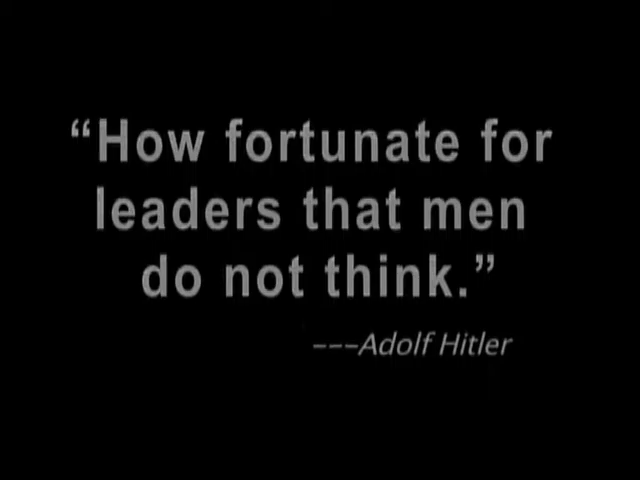 “How fortunate for
leaders that men
do not think.”
---Adolf Hitler